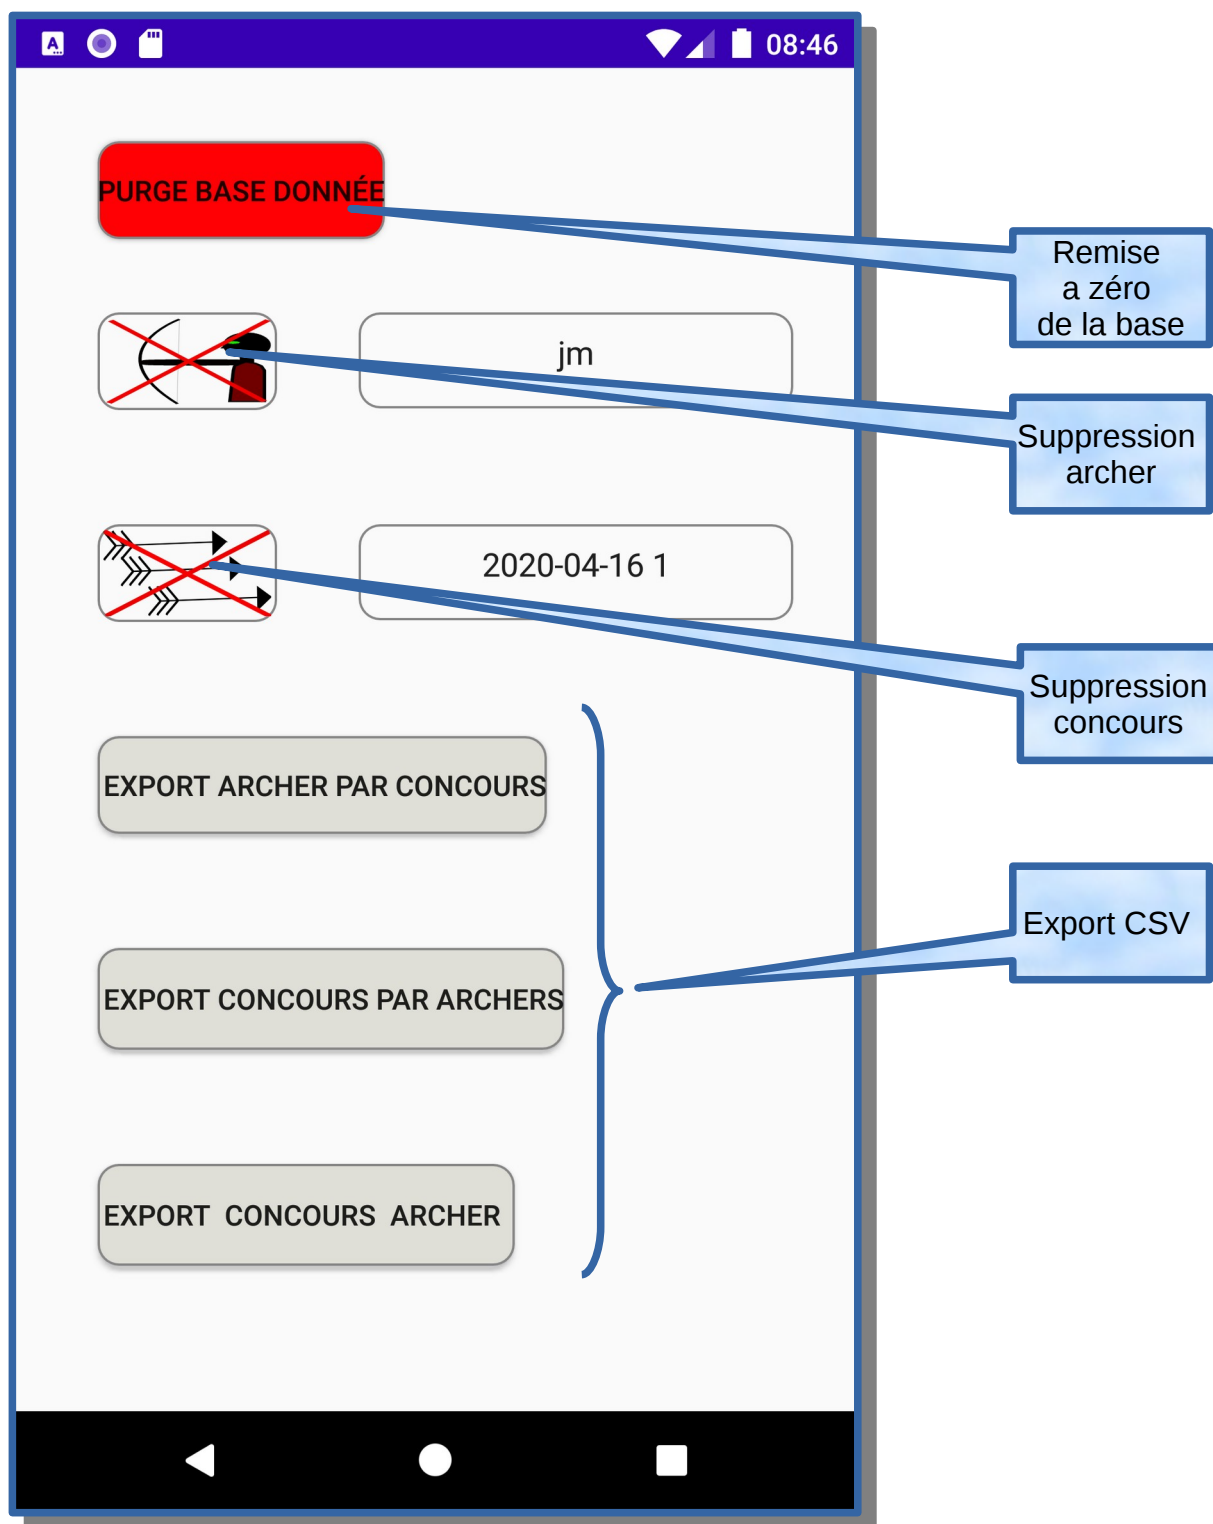 A
08:46
PURGE BASE DONNÉE
Remise
a zéro
de la base
jm
Suppression
archer
2020-04-16 1
Suppression
concours
EXPORT ARCHER PAR CONCOURS
Export CSV
EXPORT CONCOURS PAR ARCHERS
EXPORT CONCOURS ARCHER